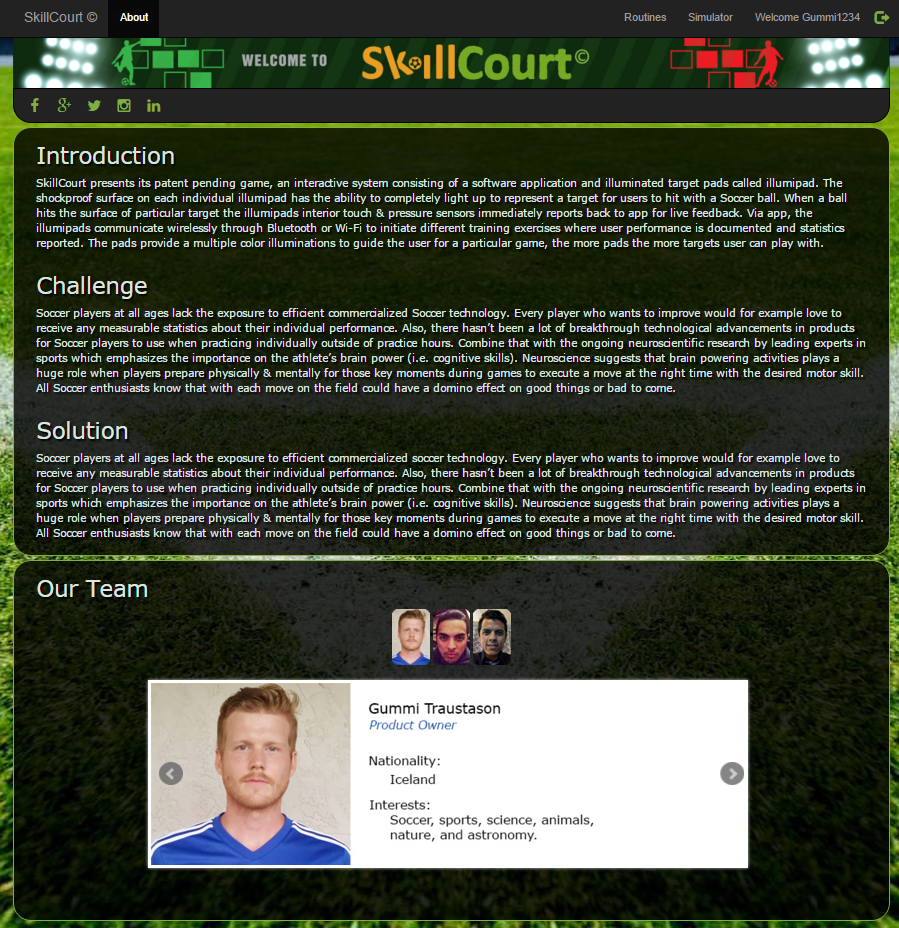 SkillCourt © About Routines Simulator Welcome Gummi1234
WELCOME TO SkillCourt©
Introduction
SkillCourt presents its patent pending game, an interactive system consisting of a software application and illuminated target pads called illumipad. The
shockproof surface on each individual illumipad has the ability to completely light up to represent a target for users to hit with a Soccer ball. When a ball
hits the surface of particular target the illumipads interior touch & pressure sensors immediately reports back to app for live feedback. Via app, the
illumipads communicate wirelessly through Bluetooth or Wi-Fi to initiate different training exercises where user performance is documented and statistics
reported. The pads provide a multiple color illuminations to guide the user for a particular game, the more pads the more targets user can play with.
Challenge
Soccer players at all ages lack the exposure to efficient commercialized Soccer technology. Every player who wants to improve would for example love to
receive any measurable statistics about their individual performance. Also, there hasn't been a lot of breakthrough technological advancements in products
for Soccer players to use when practicing individually outside of practice hours. Combine that with the ongoing neuroscientific research by leading experts in
sports which emphasizes the importance on the athlete's brain power (i.e. cognitive skills). Neuroscience suggests that brain powering activities plays a
huge role when players prepare physically & mentally for those key moments during games to execute a move at the right time with the desired motor skill.
All Soccer enthusiasts know that with each move on the field could have a domino effect on good things or bad to come.
Solution
Soccer players at all ages lack the exposure to efficient commercialized soccer technology. Every player who wants to improve would for example love to
receive any measurable statistics about their individual performance. Also, there hasn't been a lot of breakthrough technological advancements in products
for Soccer players to use when practicing individually outside of practice hours. Combine that with the ongoing neuroscientific research by leading experts in
sports which emphasizes the importance on the athlete's brain power (i.e. cognitive skills). Neuroscience suggests that brain powering activities plays a
huge role when players prepare physically & mentally for those key moments during games to execute a move at the right time with the desired motor skill.
All Soccer enthusiasts know that with each move on the field could have a domino effect on good things or bad to come.
Our Team
Gummi Traustason
Product Owner
Nationality:
Iceland
Interests:
Soccer, sports, science, animals,
nature, and astronomy.